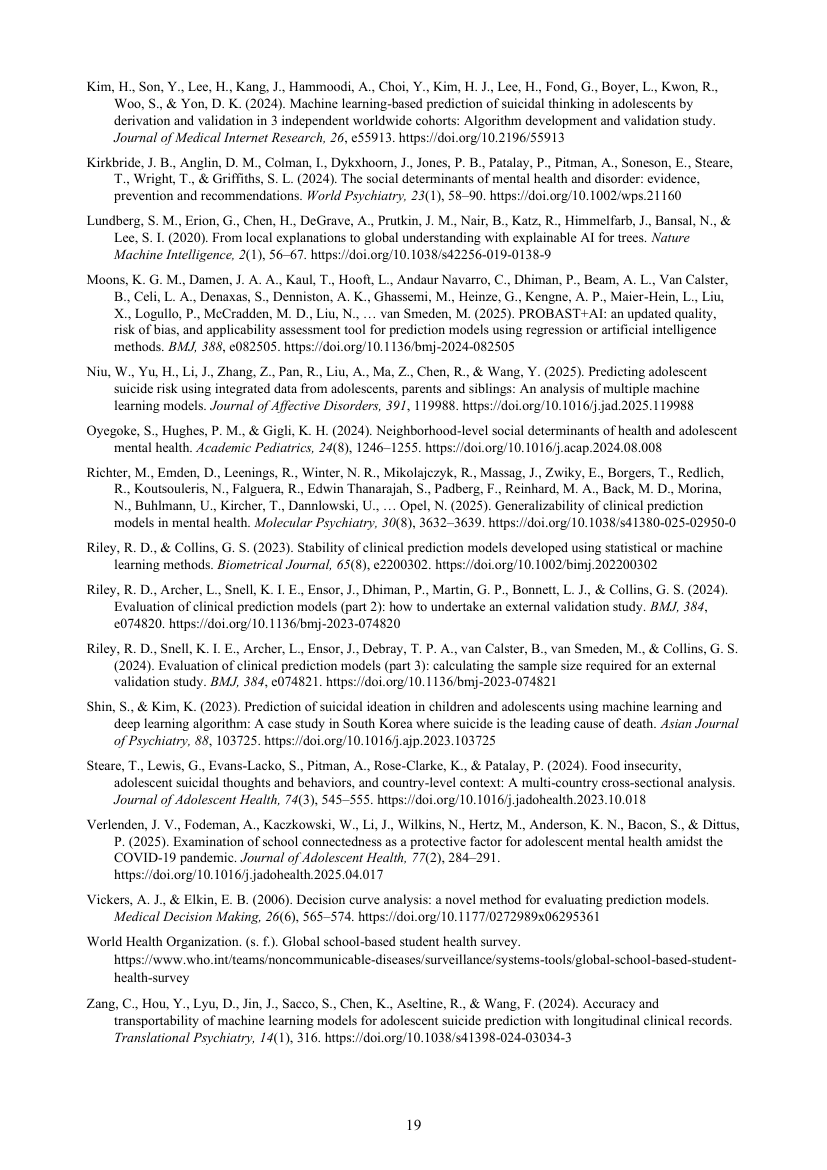 Kim, H., Son, Y., Lee, H., Kang, J., Hammoodi, A., Choi, Y., Kim, H. J., Lee, H., Fond, G., Boyer, L., Kwon, R.,
Woo, S., & Yon, D. K. (2024). Machine learning-based prediction of suicidal thinking in adolescents by
derivation and validation in 3 independent worldwide cohorts: Algorithm development and validation study.
Journal of Medical Internet Research, 26, e55913. https://doi.org/10.2196/55913
Kirkbride, J. B., Anglin, D. M., Colman, I., Dykxhoorn, J., Jones, P. B., Patalay, P., Pitman, A., Soneson, E., Steare,
T., Wright, T., & Griffiths, S. L. (2024). The social determinants of mental health and disorder: evidence,
prevention and recommendations. World Psychiatry, 23(1), 58–90. https://doi.org/10.1002/wps.21160
Lundberg, S. M., Erion, G., Chen, H., DeGrave, A., Prutkin, J. M., Nair, B., Katz, R., Himmelfarb, J., Bansal, N., &
Lee, S. I. (2020). From local explanations to global understanding with explainable AI for trees. Nature
Machine Intelligence, 2(1), 56–67. https://doi.org/10.1038/s42256-019-0138-9
Moons, K. G. M., Damen, J. A. A., Kaul, T., Hooft, L., Andaur Navarro, C., Dhiman, P., Beam, A. L., Van Calster,
B., Celi, L. A., Denaxas, S., Denniston, A. K., Ghassemi, M., Heinze, G., Kengne, A. P., Maier-Hein, L., Liu,
X., Logullo, P., McCradden, M. D., Liu, N., … van Smeden, M. (2025). PROBAST+AI: an updated quality,
risk of bias, and applicability assessment tool for prediction models using regression or artificial intelligence
methods. BMJ, 388, e082505. https://doi.org/10.1136/bmj-2024-082505
Niu, W., Yu, H., Li, J., Zhang, Z., Pan, R., Liu, A., Ma, Z., Chen, R., & Wang, Y. (2025). Predicting adolescent
suicide risk using integrated data from adolescents, parents and siblings: An analysis of multiple machine
learning models. Journal of Affective Disorders, 391, 119988. https://doi.org/10.1016/j.jad.2025.119988
Oyegoke, S., Hughes, P. M., & Gigli, K. H. (2024). Neighborhood-level social determinants of health and adolescent
mental health. Academic Pediatrics, 24(8), 1246–1255. https://doi.org/10.1016/j.acap.2024.08.008
Richter, M., Emden, D., Leenings, R., Winter, N. R., Mikolajczyk, R., Massag, J., Zwiky, E., Borgers, T., Redlich,
R., Koutsouleris, N., Falguera, R., Edwin Thanarajah, S., Padberg, F., Reinhard, M. A., Back, M. D., Morina,
N., Buhlmann, U., Kircher, T., Dannlowski, U., … Opel, N. (2025). Generalizability of clinical prediction
models in mental health. Molecular Psychiatry, 30(8), 3632–3639. https://doi.org/10.1038/s41380-025-02950-0
Riley, R. D., & Collins, G. S. (2023). Stability of clinical prediction models developed using statistical or machine
learning methods. Biometrical Journal, 65(8), e2200302. https://doi.org/10.1002/bimj.202200302
Riley, R. D., Archer, L., Snell, K. I. E., Ensor, J., Dhiman, P., Martin, G. P., Bonnett, L. J., & Collins, G. S. (2024).
Evaluation of clinical prediction models (part 2): how to undertake an external validation study. BMJ, 384,
e074820. https://doi.org/10.1136/bmj-2023-074820
Riley, R. D., Snell, K. I. E., Archer, L., Ensor, J., Debray, T. P. A., van Calster, B., van Smeden, M., & Collins, G. S.
(2024). Evaluation of clinical prediction models (part 3): calculating the sample size required for an external
validation study. BMJ, 384, e074821. https://doi.org/10.1136/bmj-2023-074821
Shin, S., & Kim, K. (2023). Prediction of suicidal ideation in children and adolescents using machine learning and
deep learning algorithm: A case study in South Korea where suicide is the leading cause of death. Asian Journal
of Psychiatry, 88, 103725. https://doi.org/10.1016/j.ajp.2023.103725
Steare, T., Lewis, G., Evans-Lacko, S., Pitman, A., Rose-Clarke, K., & Patalay, P. (2024). Food insecurity,
adolescent suicidal thoughts and behaviors, and country-level context: A multi-country cross-sectional analysis.
Journal of Adolescent Health, 74(3), 545–555. https://doi.org/10.1016/j.jadohealth.2023.10.018
Verlenden, J. V., Fodeman, A., Kaczkowski, W., Li, J., Wilkins, N., Hertz, M., Anderson, K. N., Bacon, S., & Dittus,
P. (2025). Examination of school connectedness as a protective factor for adolescent mental health amidst the
COVID-19 pandemic. Journal of Adolescent Health, 77(2), 284–291.
https://doi.org/10.1016/j.jadohealth.2025.04.017
Vickers, A. J., & Elkin, E. B. (2006). Decision curve analysis: a novel method for evaluating prediction models.
Medical Decision Making, 26(6), 565–574. https://doi.org/10.1177/0272989x06295361
World Health Organization. (s. f.). Global school-based student health survey.
https://www.who.int/teams/noncommunicable-diseases/surveillance/systems-tools/global-school-based-student-
health-survey
Zang, C., Hou, Y., Lyu, D., Jin, J., Sacco, S., Chen, K., Aseltine, R., & Wang, F. (2024). Accuracy and
transportability of machine learning models for adolescent suicide prediction with longitudinal clinical records.
Translational Psychiatry, 14(1), 316. https://doi.org/10.1038/s41398-024-03034-3
19